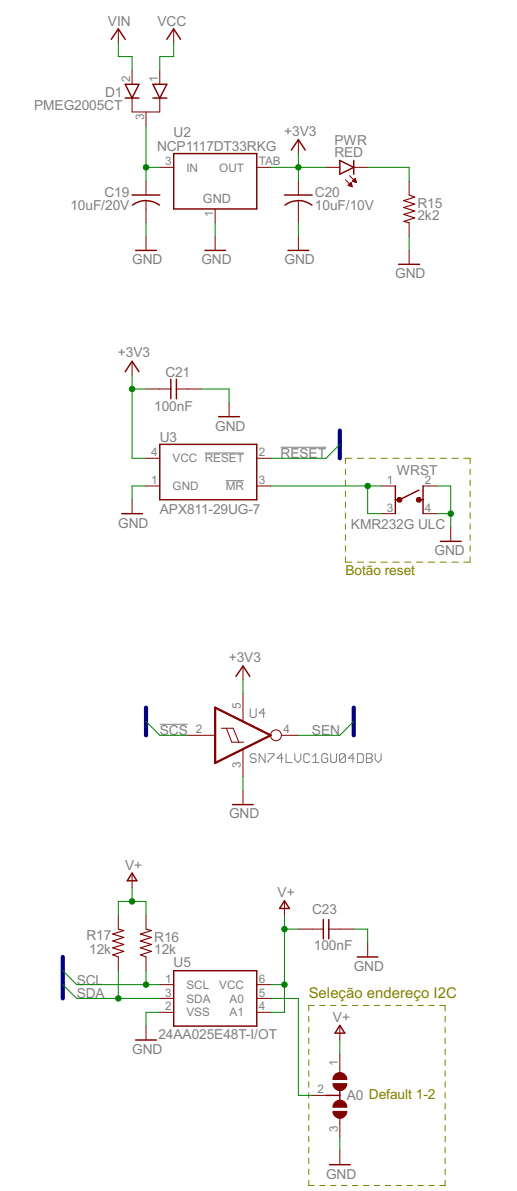 VIN VCC
2 1
D1
PMEG2005CT
3
U2
NCP1117DT33RKG
+3V3
PWR
RED
3 IN OUT TAB
GND
1
C19
10uF/20V
C20
10uF/10V
R15
2k2
GND GND GND GND
+3V3
C21
100nF
GND
U3
4 VCC RESET 2 RESET
1 GND MR 3
APX811-29UG-7
GND
WRST
1 2
3 4
KMR232G ULC
GND
Botão reset
+3V3
5
U4
SCS 2 4 SEN
3
SN74LVC1GU04DBV
GND
V+
R17
12k
R16
12k
V+
C23
100nF
GND
U5
SCL 1 SCL VCC 6
SDA 3 SDA A0 5
2 VSS A1 4
24AA025E48T-I/OT
GND
Seleção endereço I2C
V+
1
2 A0 Default 1-2
3
GND